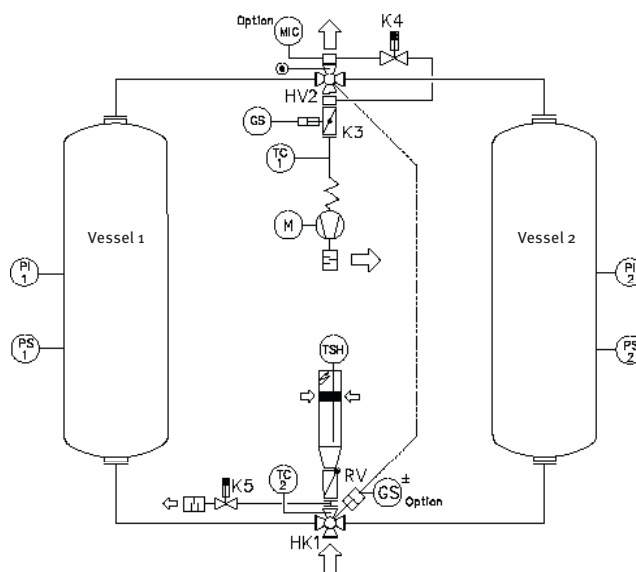 Option
MIC
K4
HV2
GS
K3
TC
1
M
Vessel 1
Vessel 2
PI
1
PI
2
PS
1
PS
2
TSH
RV
TC
2
K5
GS
±
Option
HK1